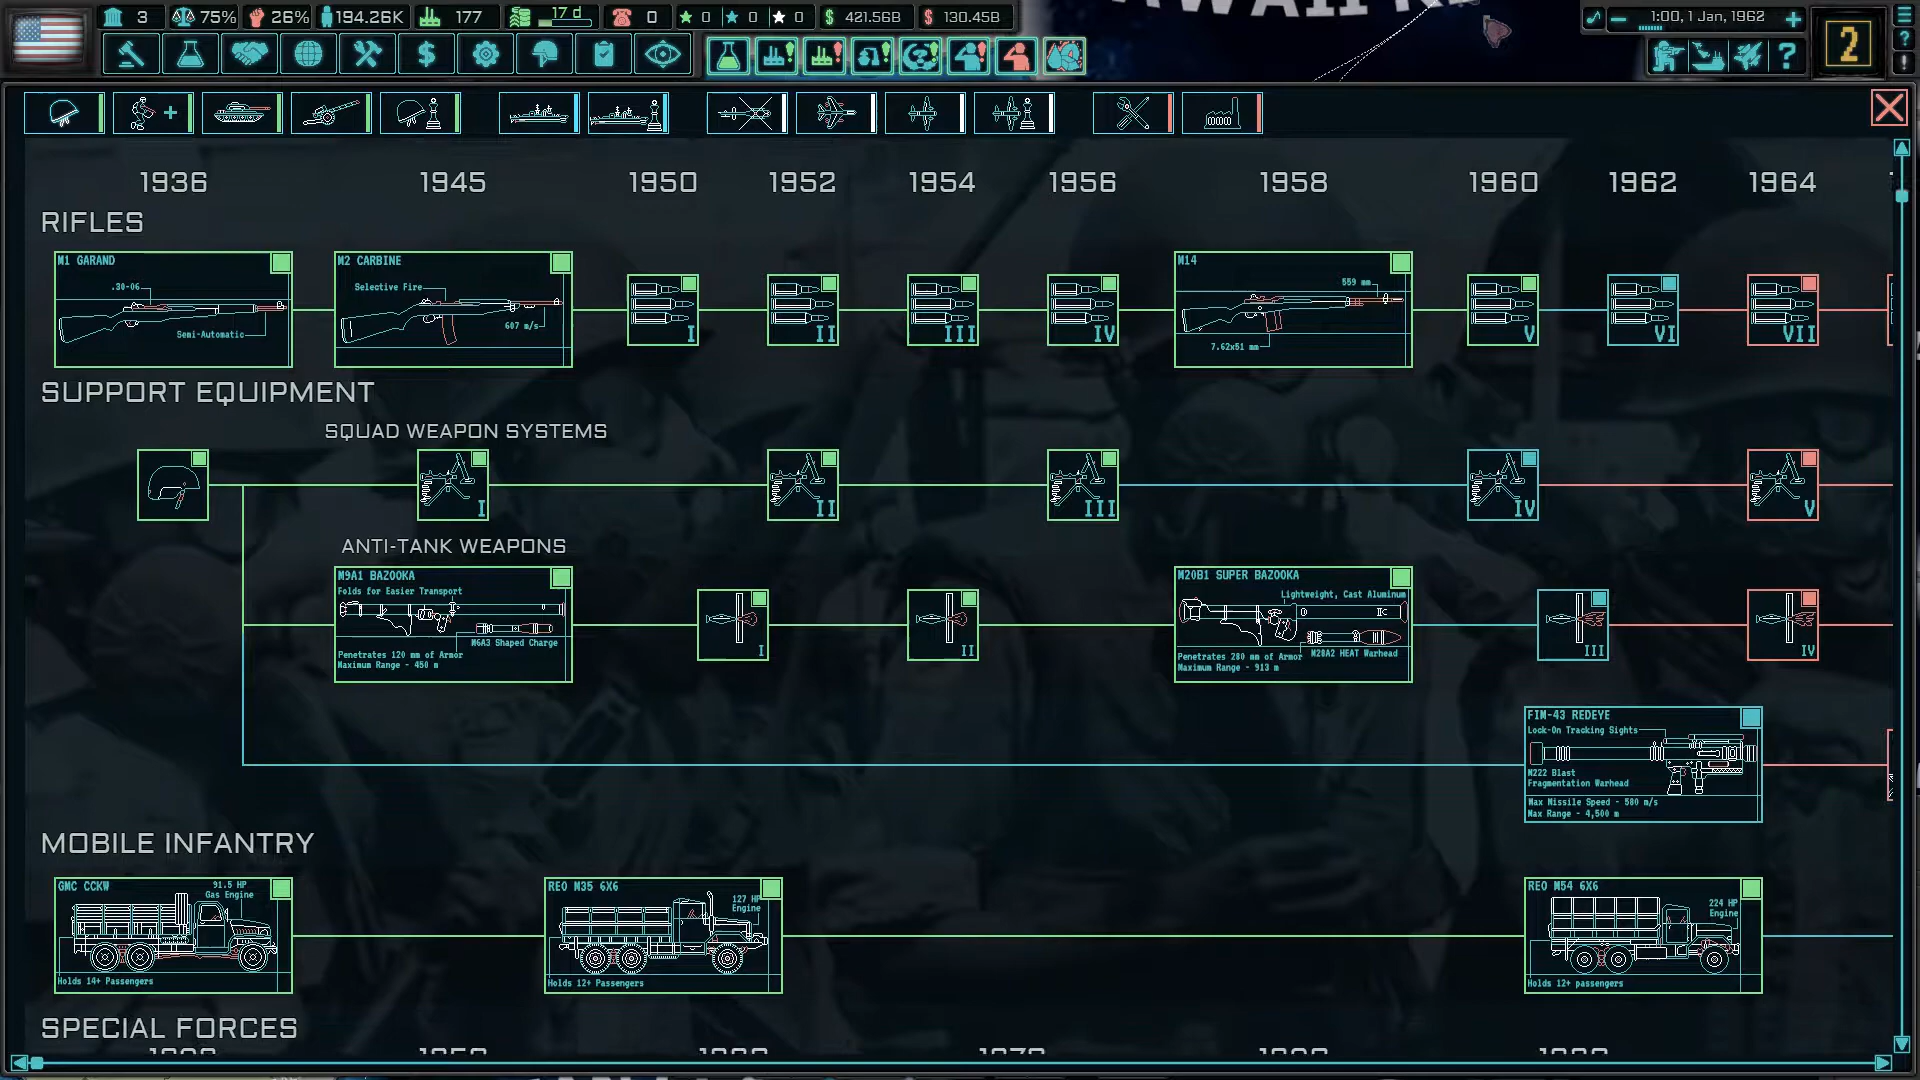 3
75%
26%
194.26K
177
17 d
0
0
0
0
421.56B
130.45B
1:00, 1 Jan, 1962
2
1936
1945
1950
1952
1954
1956
1958
1960
1962
1964
RIFLES
M1 GARAND
.30-06
Semi-Automatic
M2 CARBINE
Selective Fire
607 m/s
I
II
III
IV
M14
559 mm
7.62x51 mm
V
VI
VII
SUPPORT EQUIPMENT
SQUAD WEAPON SYSTEMS
I
II
III
IV
V
ANTI-TANK WEAPONS
M9A1 BAZOOKA
Folds for Easier Transport
M6A3 Shaped Charge
Penetrates 120 mm of Armor
Maximum Range - 450 m
I
II
M20B1 SUPER BAZOOKA
Lightweight, Cast Aluminum
Penetrates 280 mm of Armor
M28A2 HEAT Warhead
Maximum Range - 913 m
III
IV
FIM-43 REDEYE
Lock-On Tracking Sights
M222 Blast
Fragmentation Warhead
Max Missile Speed - 580 m/s
Max Range - 4,500 m
MOBILE INFANTRY
GMC CCKW
91.5 HP
Gas Engine
Holds 14+ Passengers
REO M35 6X6
127 HP
Engine
Holds 12+ Passengers
REO M54 6X6
224 HP
Engine
Holds 12+ passengers
SPECIAL FORCES